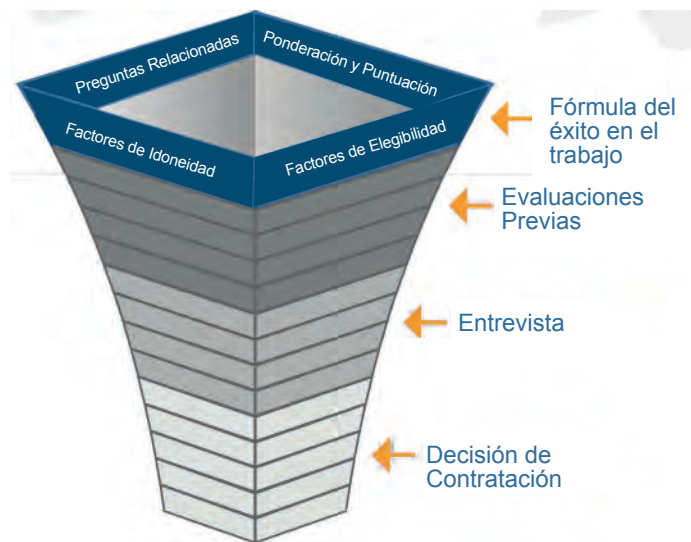 Preguntas Relacionadas
Ponderación y Puntuación
Factores de Idoneidad
Factores de Elegibilidad
Fórmula del
éxito en el
trabajo
Evaluaciones
Previas
Entrevista
Decisión de
Contratación